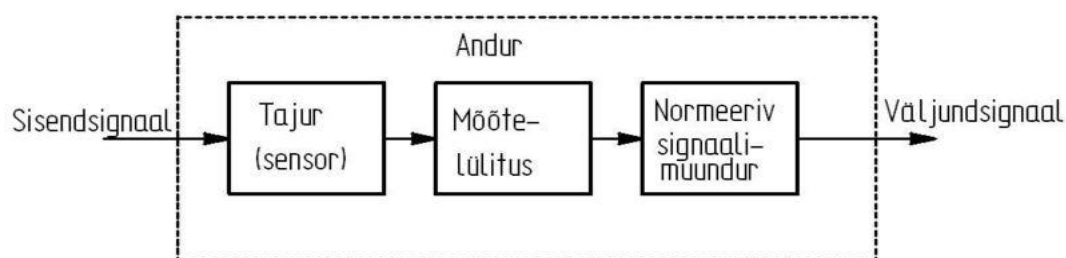 Andur
Sisendsignaal
Tajur
(sensor)
Mõõte-
lülitus
Normeeriv
signaali-
muundur
Väljundsignaal